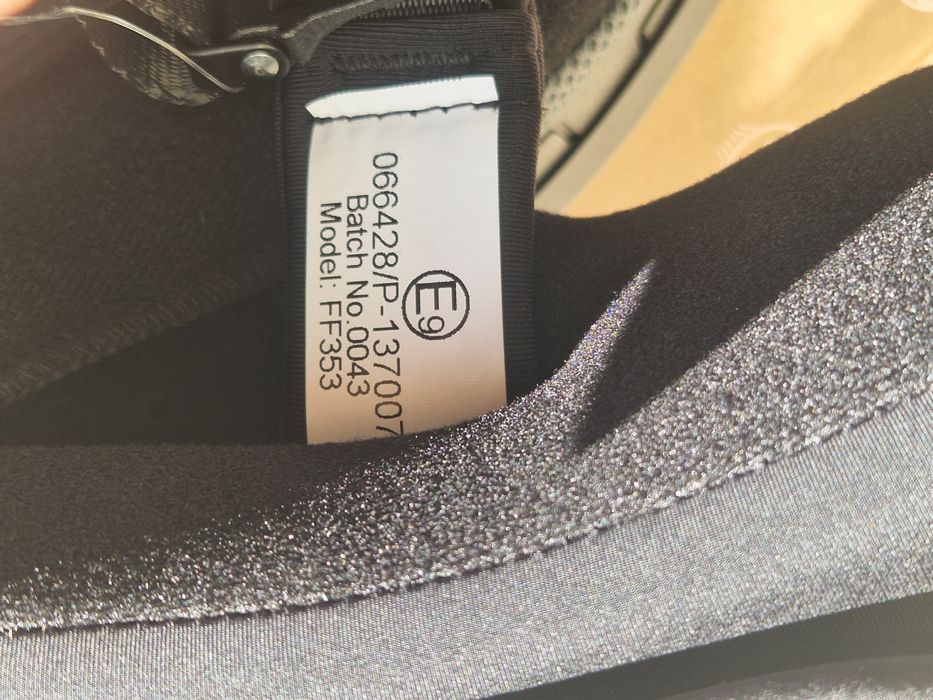 E9
066428/P-137007
Batch No.0043
Model: FF353